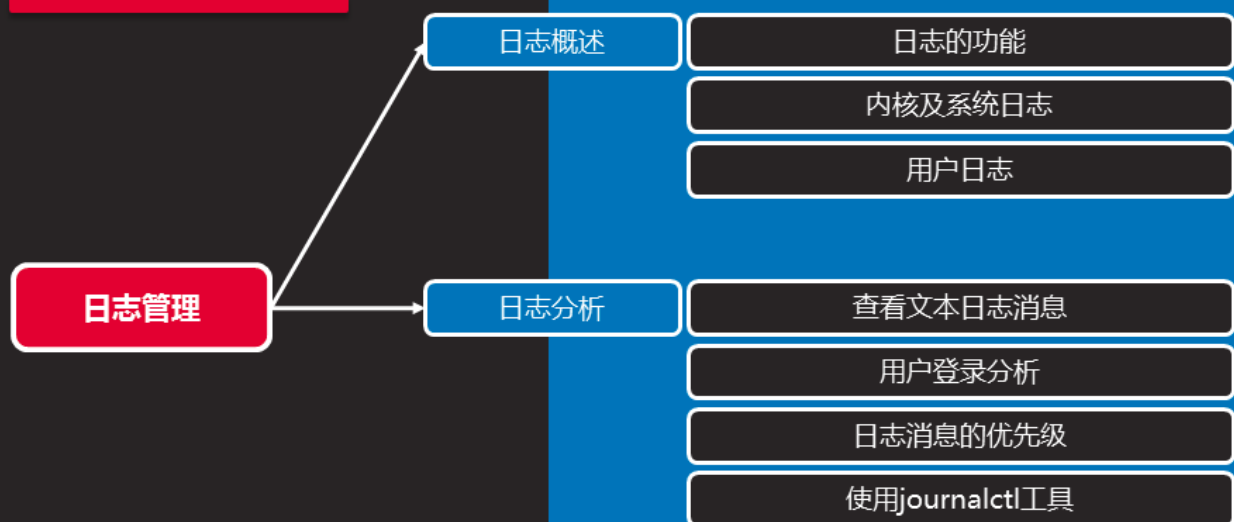 日志概述
日志的功能
内核及系统日志
用户日志
日志管理
日志分析
查看文本日志消息
用户登录分析
日志消息的优先级
使用journalctl工具